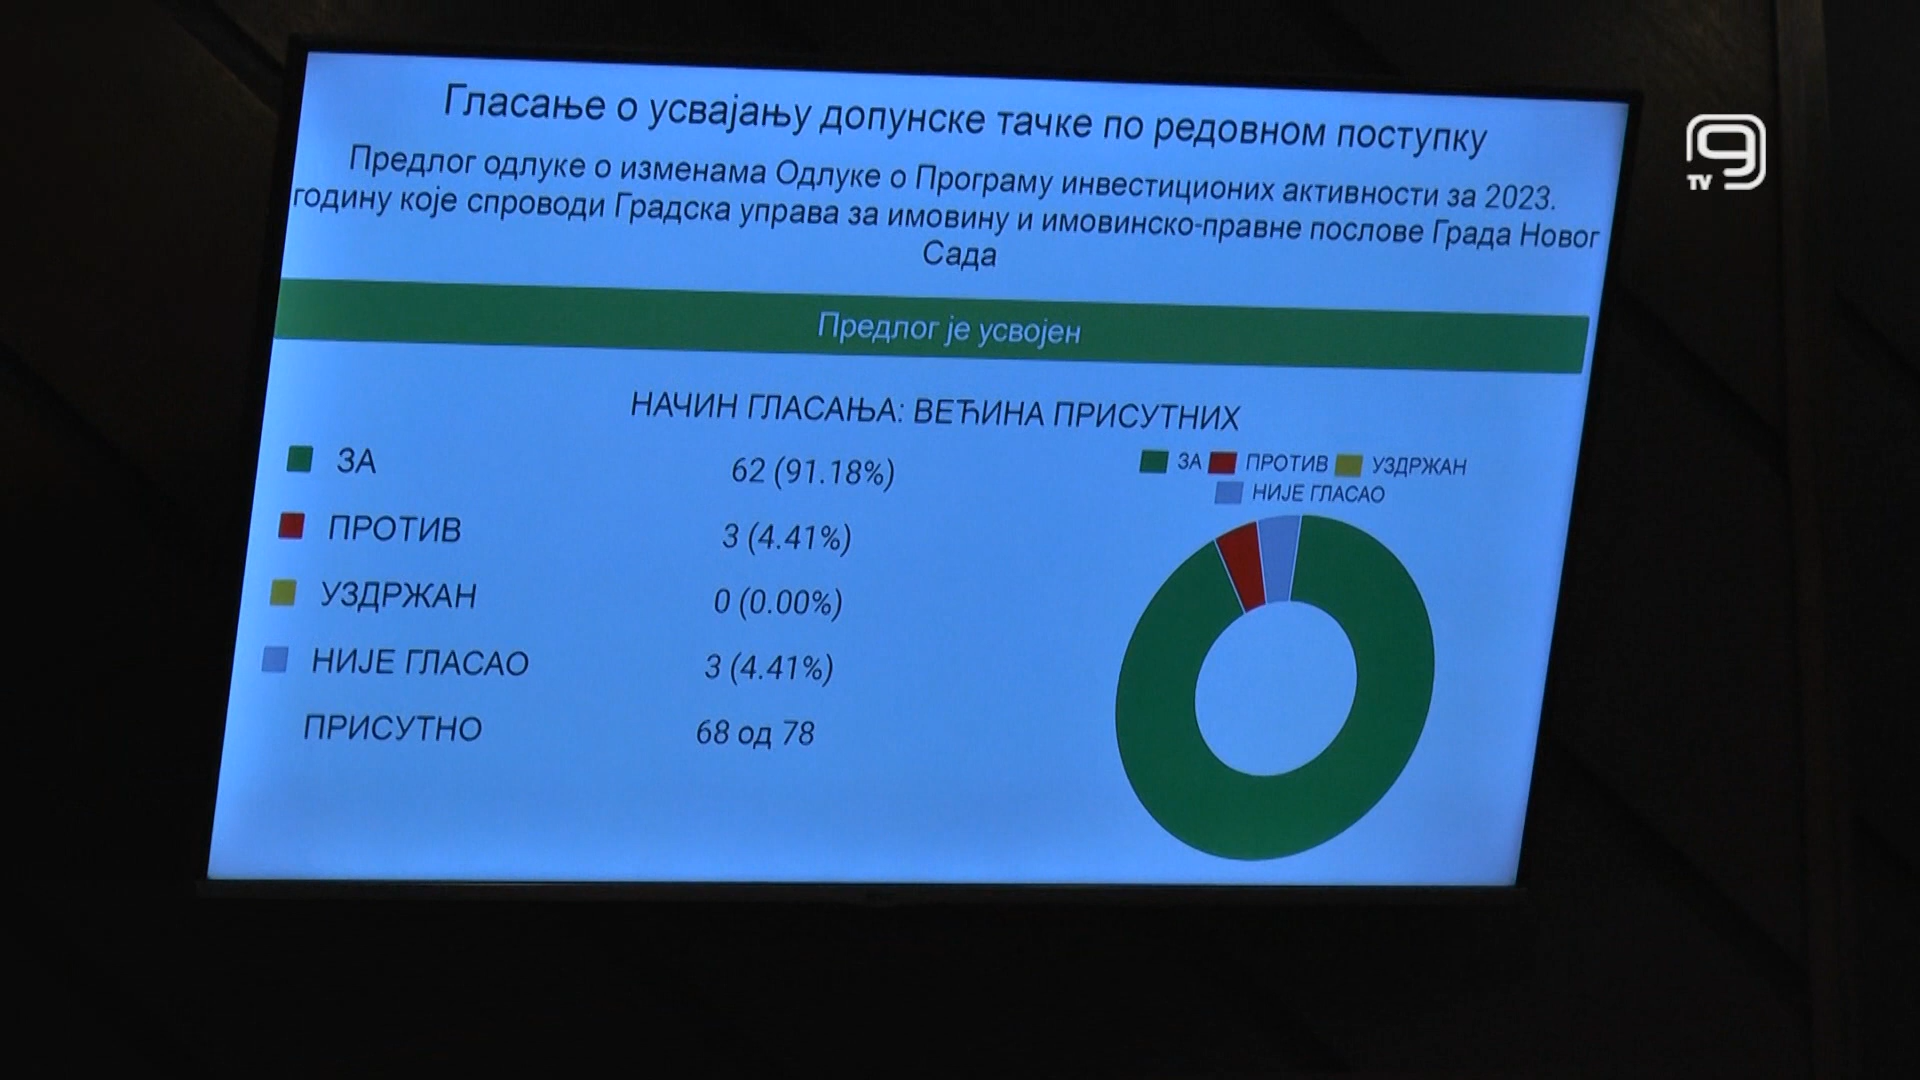 Гласање о усвајању допунске тачке по редовном поступку
Предлог одлуке о изменама Одлуке о Програму инвестиционих активности за 2023.
годину које спроводи Градска управа за имовину и имовинско-правне послове Града Новог
Сада
Предлог је усвојен
НАЧИН ГЛАСАЊА: ВЕЋИНА ПРИСУТНИХ
ЗА 62 (91.18%)
ПРОТИВ 3 (4.41%)
УЗДРЖАН 0 (0.00%)
НИЈЕ ГЛАСАО 3 (4.41%)
ПРИСУТНО 68 од 78
ЗА ПРОТИВ УЗДРЖАН
НИЈЕ ГЛАСАО
9
TV